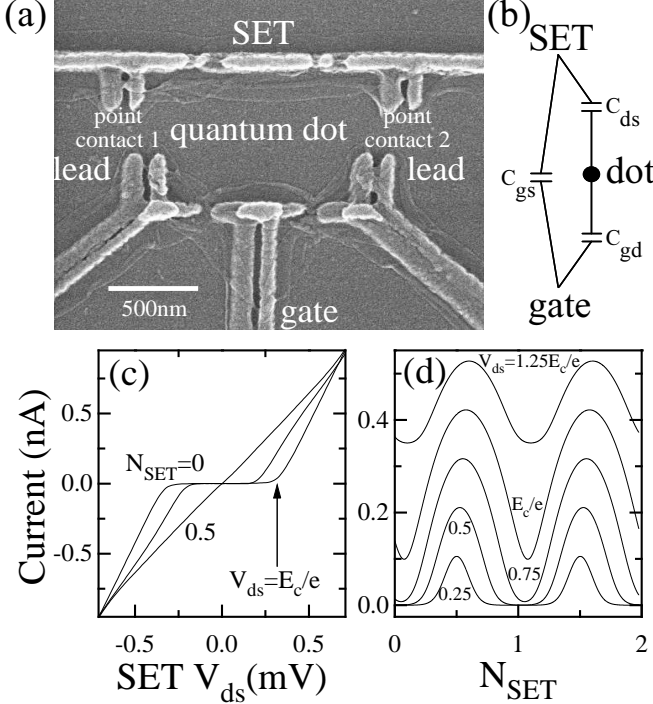 (a)
SET
point
contact 1
quantum dot
point
contact 2
lead
lead
500nm
gate
(b)
SET
C_ds
dot
C_gs
C_gd
gate
(c)
Current (nA)
0.5
0.0
-0.5
N_SET=0
0.5
V_ds=E_c/e
-0.5
0.0
0.5
SET V_ds(mV)
(d)
V_ds=1.25E_c/e
0.4
0.2
0.0
E_c/e
0.5
0.75
0.25
0
1
2
N_SET